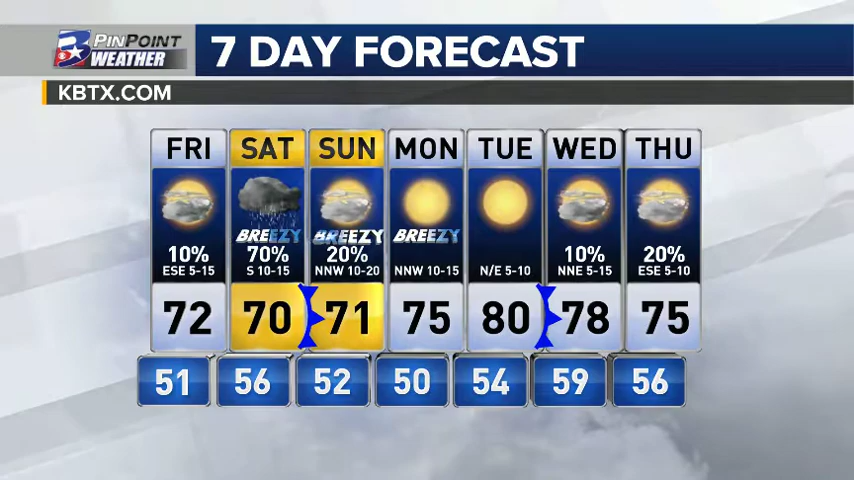 PINPOINT
WEATHER
7 DAY FORECAST
KBTX.COM
FRI SAT SUN MON TUE WED THU
BREEZY BREEZY BREEZY
10% 70% 20% 10% 20%
ESE 5-15 S 10-15 NNW 10-20 NNW 10-15 N/E 5-10 NNE 5-15 ESE 5-10
72 70 71 75 80 78 75
51 56 52 50 54 59 56